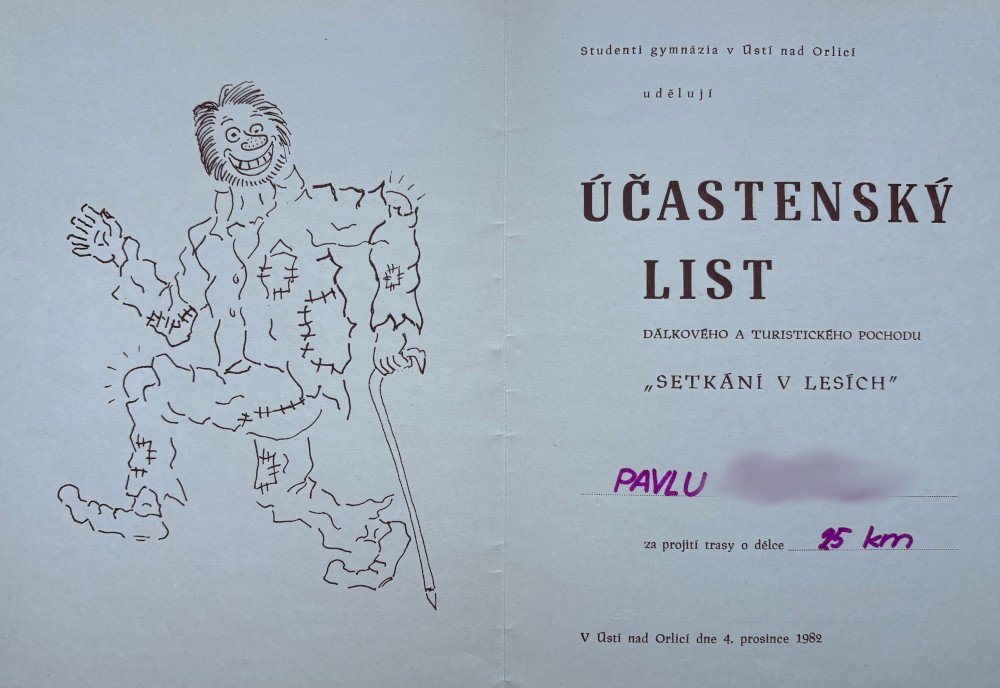 Studenti gymnázia v Ústí nad Orlicí
udělují
ÚČASTENSKÝ
LIST
DÁLKOVÉHO A TURISTICKÉHO POCHODU
„SETKÁNÍ V LESÍCH"
PAVLU
za projití trasy o délce 25 km
V Ústí nad Orlicí dne 4. prosince 1982